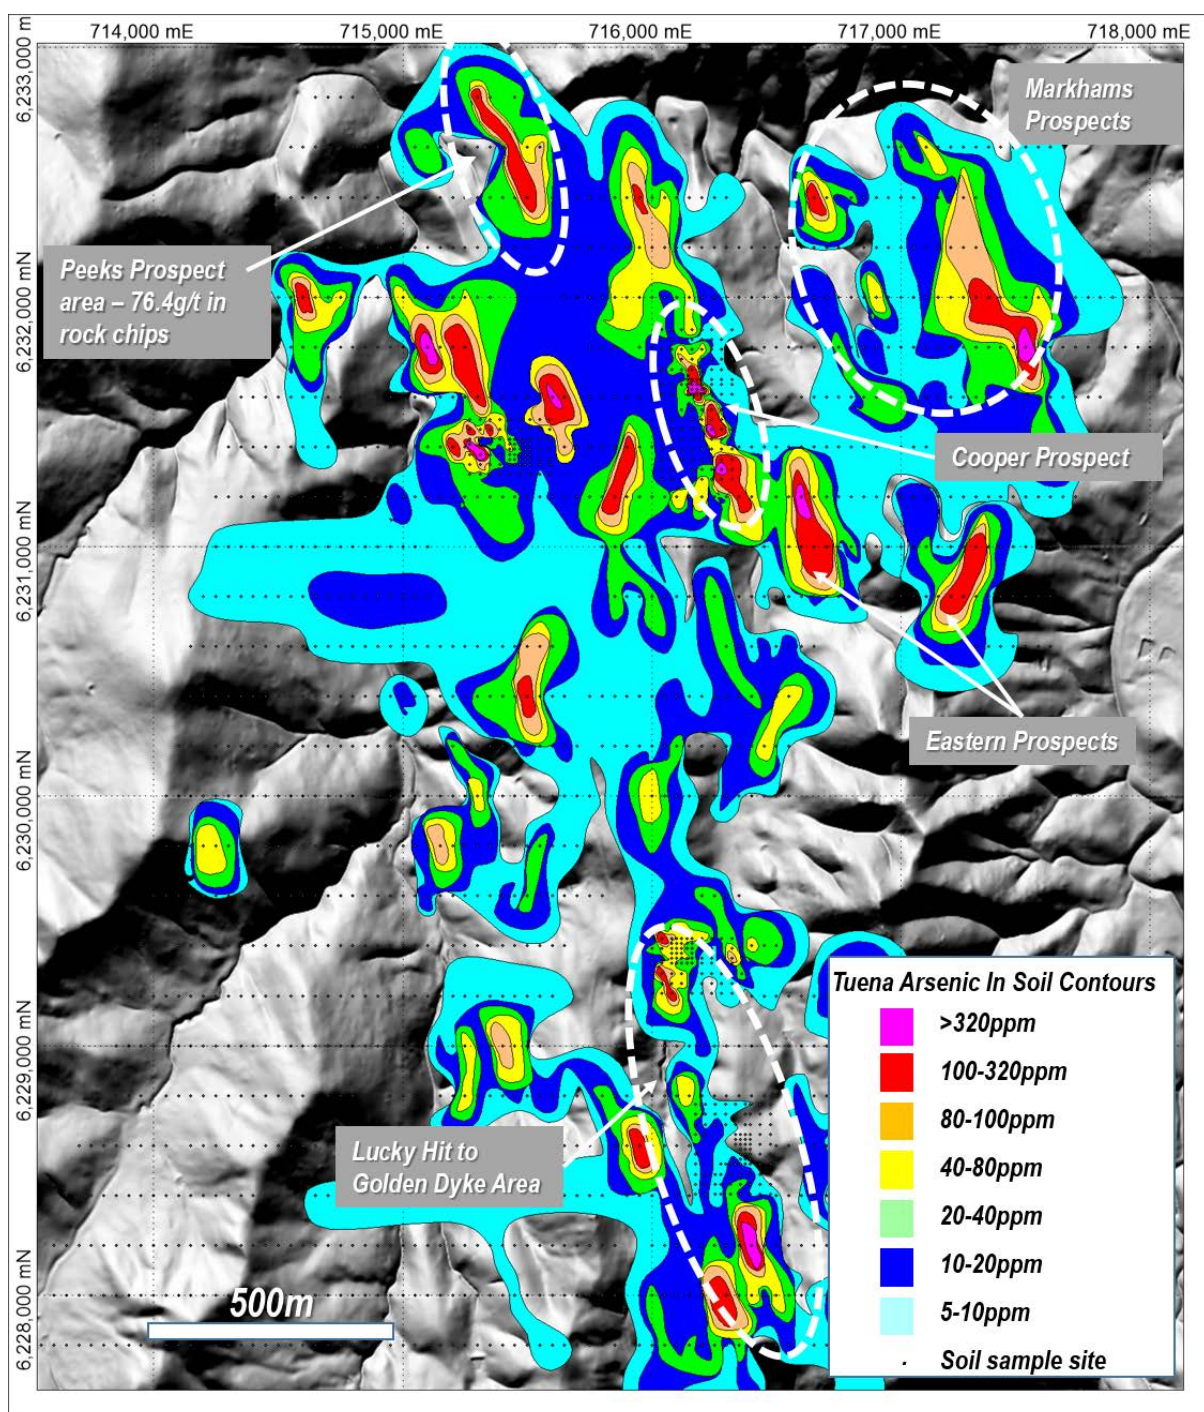 714,000 mE
715,000 mE
716,000 mE
717,000 mE
718,000 mE
6,233,000 m
6,232,000 mN
6,231,000 mN
6,230,000 mN
6,229,000 mN
6,228,000 mN
Markhams
Prospects
Peeks Prospect
area – 76.4g/t in
rock chips
Cooper Prospect
Eastern Prospects
Lucky Hit to
Golden Dyke Area
500m
Tuena Arsenic In Soil Contours
>320ppm
100-320ppm
80-100ppm
40-80ppm
20-40ppm
10-20ppm
5-10ppm
Soil sample site